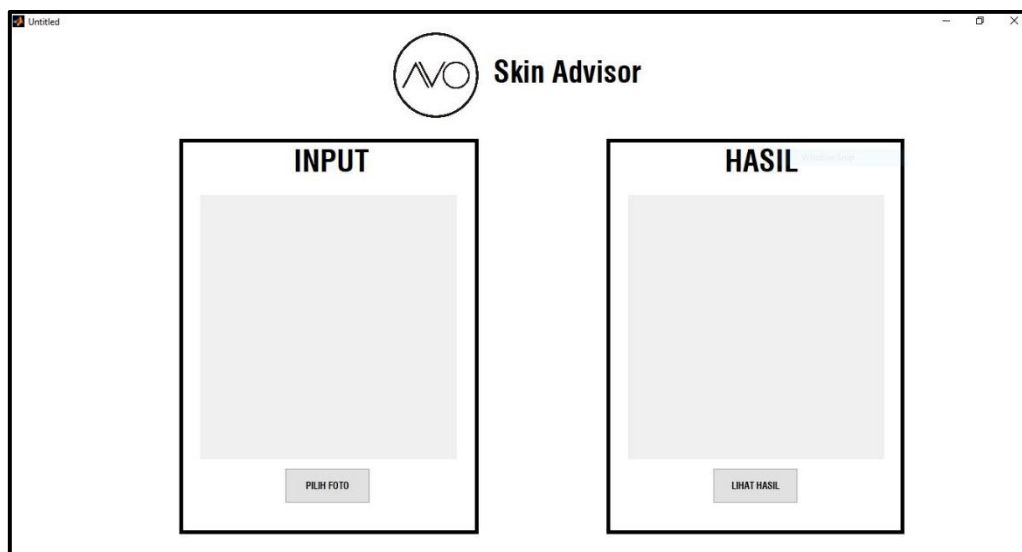 Untitled
AVO Skin Advisor
INPUT
HASIL
PILIH FOTO
LIHAT HASIL